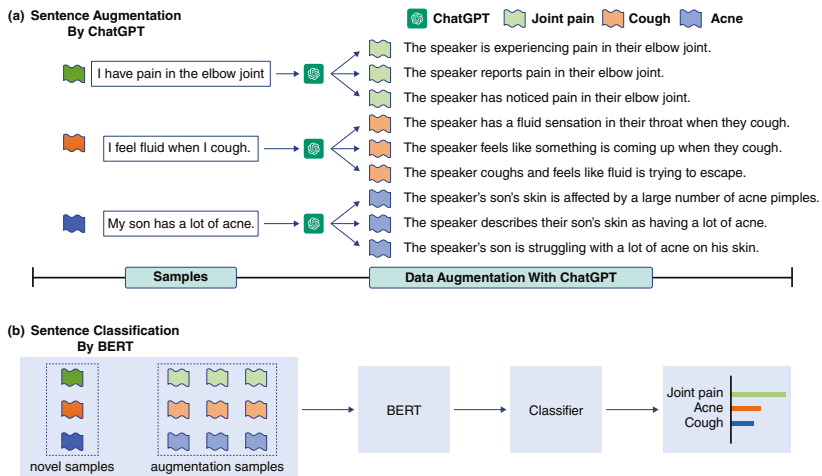 (a) Sentence Augmentation
By ChatGPT
ChatGPT Joint pain Cough Acne
I have pain in the elbow joint
The speaker is experiencing pain in their elbow joint.
The speaker reports pain in their elbow joint.
The speaker has noticed pain in their elbow joint.
I feel fluid when I cough.
The speaker has a fluid sensation in their throat when they cough.
The speaker feels like something is coming up when they cough.
The speaker coughs and feels like fluid is trying to escape.
My son has a lot of acne.
The speaker's son's skin is affected by a large number of acne pimples.
The speaker describes their son's skin as having a lot of acne.
The speaker's son is struggling with a lot of acne on his skin.
Samples
Data Augmentation With ChatGPT
(b) Sentence Classification
By BERT
novel samples
augmentation samples
BERT
Classifier
Joint pain
Acne
Cough